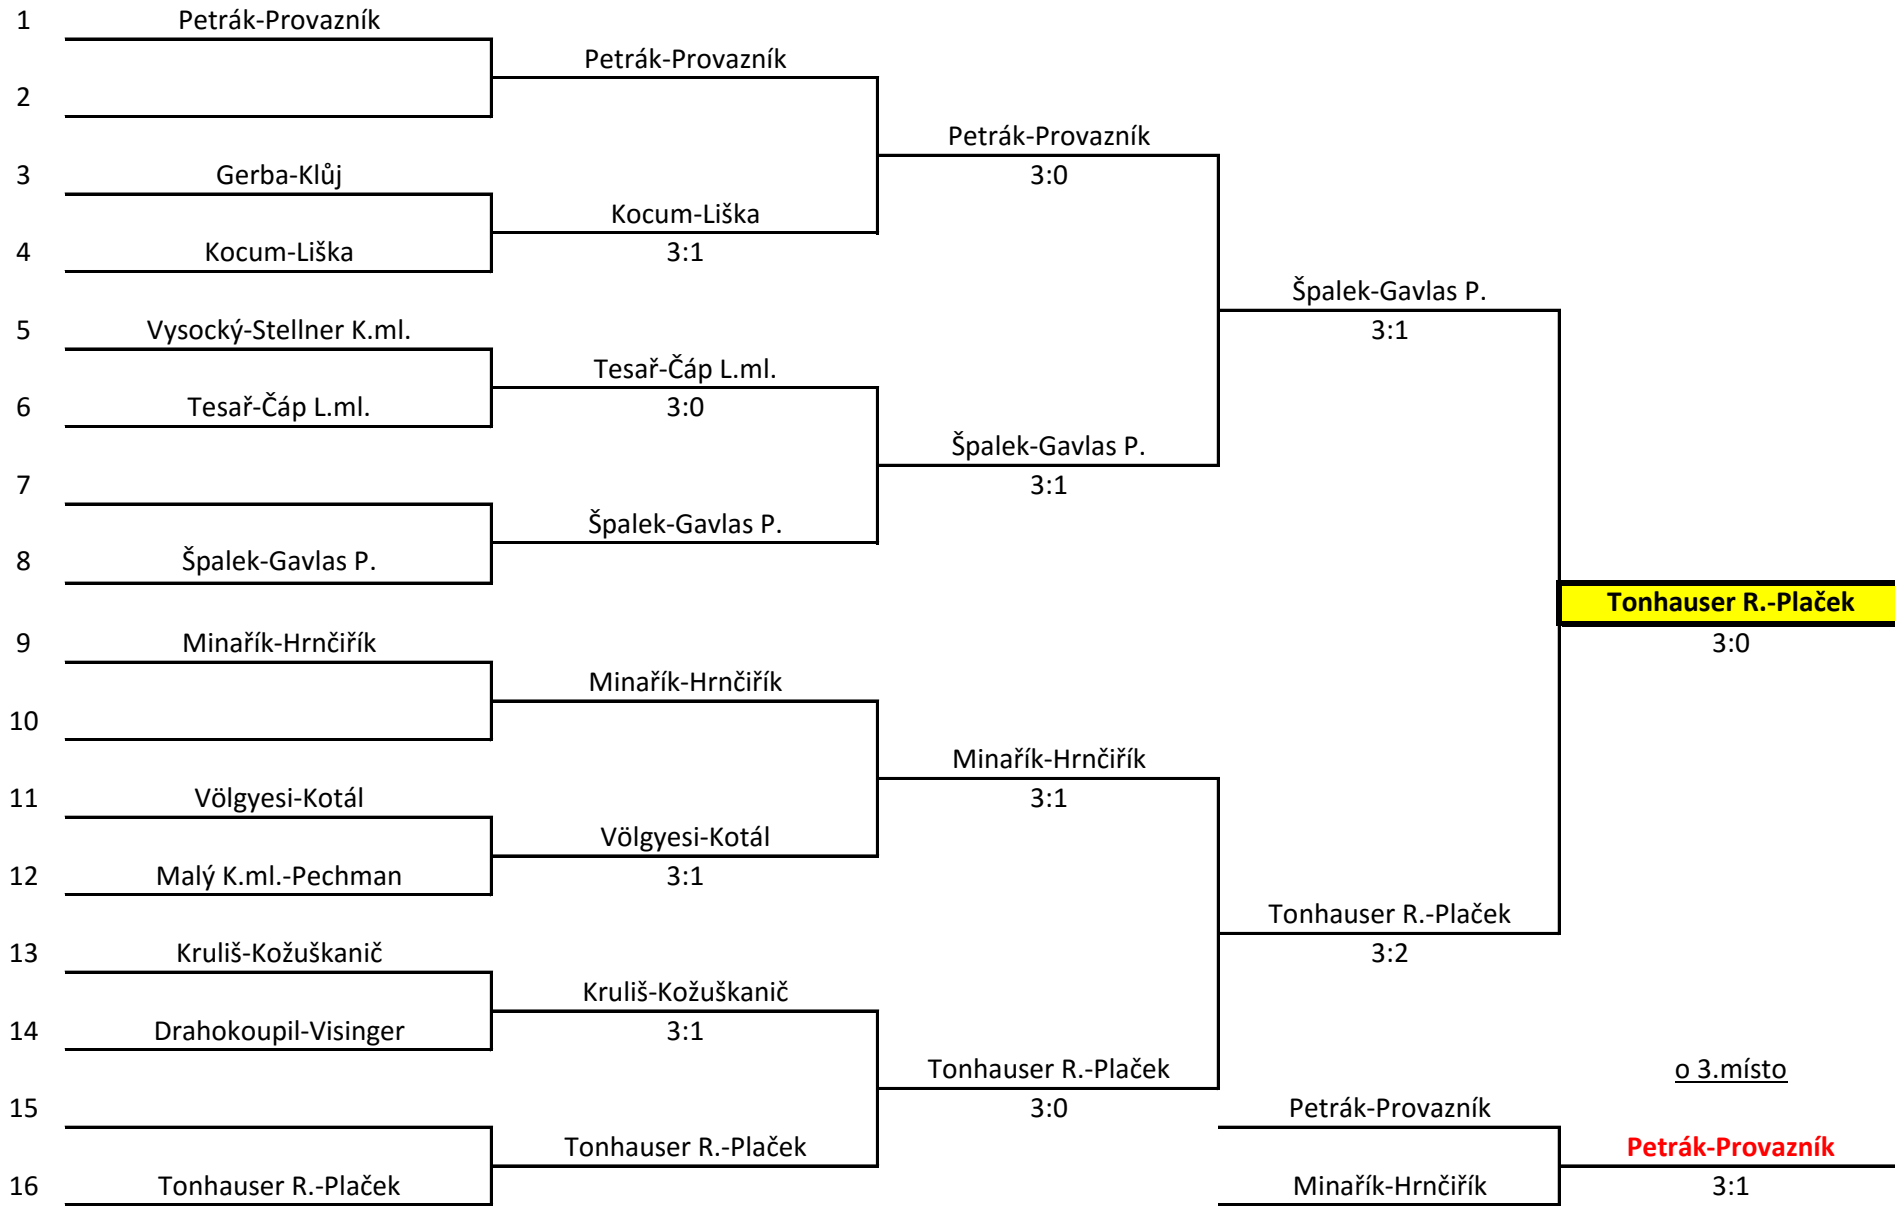 1 Petrák-Provazník
Petrák-Provazník
2
Petrák-Provazník
3 Gerba-Klůj 3:0
Kocum-Liška
4 Kocum-Liška 3:1
Špalek-Gavlas P.
5 Vysocký-Stellner K.ml. 3:1
Tesař-Čáp L.ml.
6 Tesař-Čáp L.ml. 3:0
Špalek-Gavlas P.
7 3:1
Špalek-Gavlas P.
8 Špalek-Gavlas P.
Tonhauser R.-Plaček
9 Minařík-Hrnčiřík 3:0
Minařík-Hrnčiřík
10
Minařík-Hrnčiřík
11 Völgyesi-Kotál 3:1
Völgyesi-Kotál
12 Malý K.ml.-Pechman 3:1
Tonhauser R.-Plaček
13 Kruliš-Kožuškanič 3:2
Kruliš-Kožuškanič
14 Drahokoupil-Visinger 3:1
Tonhauser R.-Plaček o 3.místo
15 3:0 Petrák-Provazník
Tonhauser R.-Plaček Petrák-Provazník
16 Tonhauser R.-Plaček Minařík-Hrnčiřík 3:1